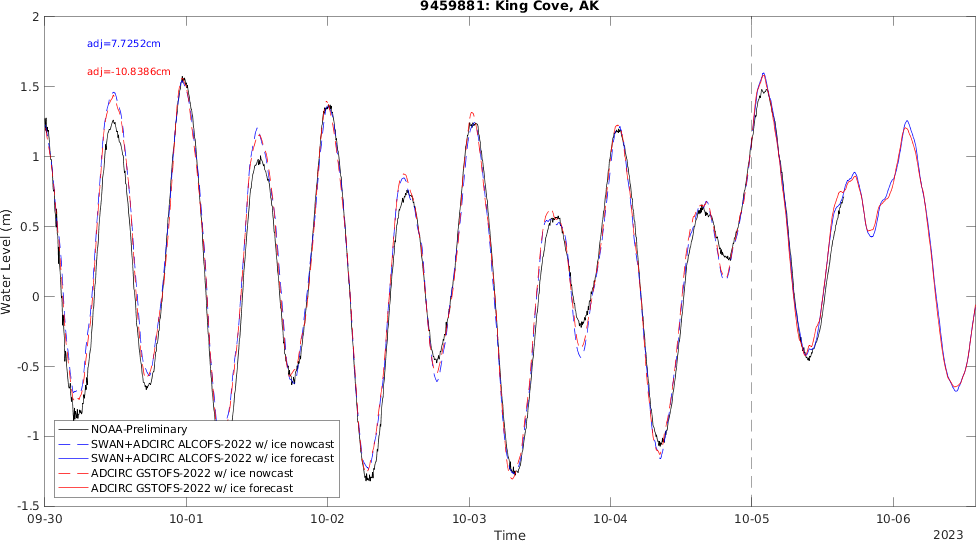 9459881: King Cove, AK
adj=7.7252cm
adj=-10.8386cm
2
1.5
1
0.5
0
-0.5
-1
-1.5
Water Level (m)
NOAA-Preliminary
SWAN+ADCIRC ALCOFS-2022 w/ ice nowcast
SWAN+ADCIRC ALCOFS-2022 w/ ice forecast
ADCIRC GSTOFS-2022 w/ ice nowcast
ADCIRC GSTOFS-2022 w/ ice forecast
09-30 10-01 10-02 10-03 10-04 10-05 10-06
Time
2023